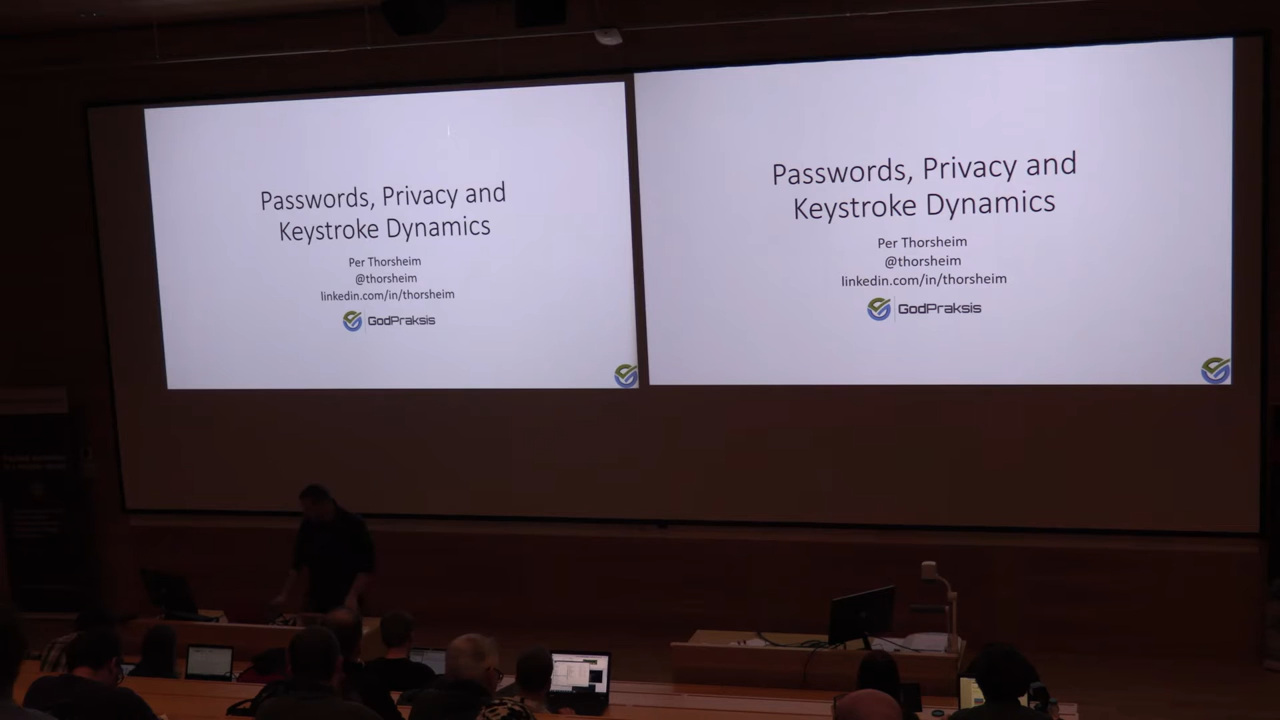 Passwords, Privacy and
Keystroke Dynamics
Per Thorsheim
@thorsheim
linkedin.com/in/thorsheim
GodPraksis
Passwords, Privacy and
Keystroke Dynamics
Per Thorsheim
@thorsheim
linkedin.com/in/thorsheim
GodPraksis